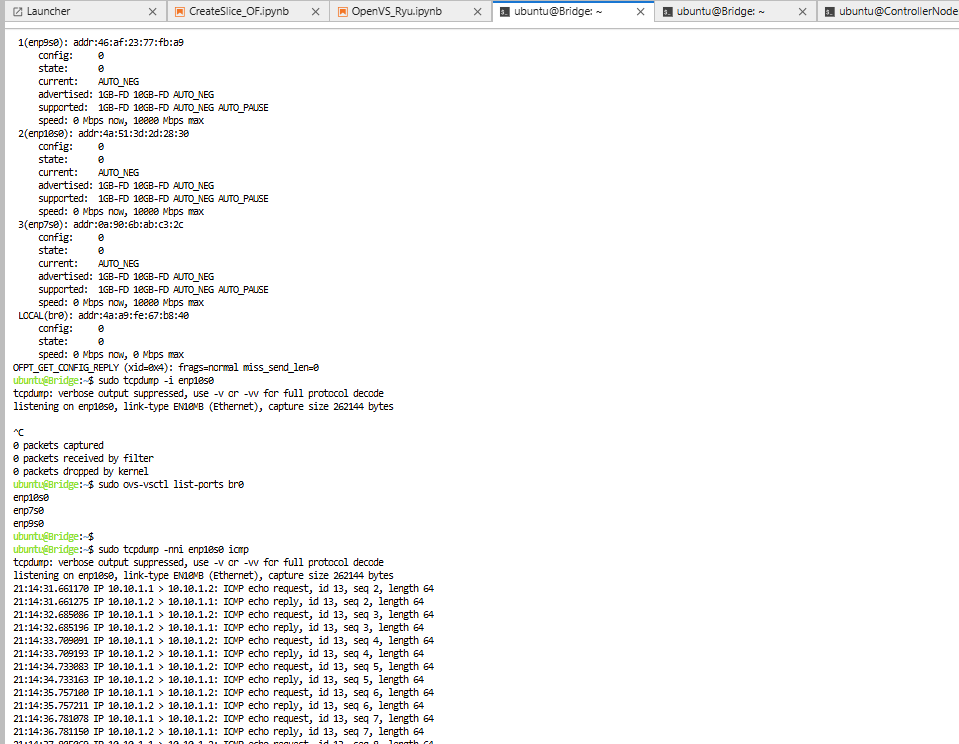 Launcher
CreateSlice_OF.ipynb
OpenVS_Ryu.ipynb
ubuntu@Bridge: ~
ubuntu@Bridge: ~
ubuntu@ControllerNode
1(enp9s0): addr:46:af:23:77:fb:a9
config: 0
state: 0
current: AUTO_NEG
advertised: 1GB-FD 10GB-FD AUTO_NEG
supported: 1GB-FD 10GB-FD AUTO_NEG AUTO_PAUSE
speed: 0 Mbps now, 10000 Mbps max
2(enp10s0): addr:4a:51:3d:2d:28:30
config: 0
state: 0
current: AUTO_NEG
advertised: 1GB-FD 10GB-FD AUTO_NEG
supported: 1GB-FD 10GB-FD AUTO_NEG AUTO_PAUSE
speed: 0 Mbps now, 10000 Mbps max
3(enp7s0): addr:0a:90:6b:ab:c3:2c
config: 0
state: 0
current: AUTO_NEG
advertised: 1GB-FD 10GB-FD AUTO_NEG
supported: 1GB-FD 10GB-FD AUTO_NEG AUTO_PAUSE
speed: 0 Mbps now, 10000 Mbps max
LOCAL(br0): addr:4a:a9:fe:67:b8:40
config: 0
state: 0
speed: 0 Mbps now, 0 Mbps max
OFPT_GET_CONFIG_REPLY (xid=0x4): frags=normal miss_send_len=0
ubuntu@Bridge:~$ sudo tcpdump -i enp10s0
tcpdump: verbose output suppressed, use -v or -vv for full protocol decode
listening on enp10s0, link-type EN10MB (Ethernet), capture size 262144 bytes
^C
0 packets captured
0 packets received by filter
0 packets dropped by kernel
ubuntu@Bridge:~$ sudo ovs-vsctl list-ports br0
enp10s0
enp7s0
enp9s0
ubuntu@Bridge:~$
ubuntu@Bridge:~$ sudo tcpdump -nni enp10s0 icmp
tcpdump: verbose output suppressed, use -v or -vv for full protocol decode
listening on enp10s0, link-type EN10MB (Ethernet), capture size 262144 bytes
21:14:31.661170 IP 10.10.1.1 > 10.10.1.2: ICMP echo request, id 13, seq 2, length 64
21:14:31.661275 IP 10.10.1.2 > 10.10.1.1: ICMP echo reply, id 13, seq 2, length 64
21:14:32.685086 IP 10.10.1.1 > 10.10.1.2: ICMP echo request, id 13, seq 3, length 64
21:14:32.685196 IP 10.10.1.2 > 10.10.1.1: ICMP echo reply, id 13, seq 3, length 64
21:14:33.709091 IP 10.10.1.1 > 10.10.1.2: ICMP echo request, id 13, seq 4, length 64
21:14:33.709193 IP 10.10.1.2 > 10.10.1.1: ICMP echo reply, id 13, seq 4, length 64
21:14:34.733083 IP 10.10.1.1 > 10.10.1.2: ICMP echo request, id 13, seq 5, length 64
21:14:34.733163 IP 10.10.1.2 > 10.10.1.1: ICMP echo reply, id 13, seq 5, length 64
21:14:35.757100 IP 10.10.1.1 > 10.10.1.2: ICMP echo request, id 13, seq 6, length 64
21:14:35.757211 IP 10.10.1.2 > 10.10.1.1: ICMP echo reply, id 13, seq 6, length 64
21:14:36.781078 IP 10.10.1.1 > 10.10.1.2: ICMP echo request, id 13, seq 7, length 64
21:14:36.781150 IP 10.10.1.2 > 10.10.1.1: ICMP echo reply, id 13, seq 7, length 64